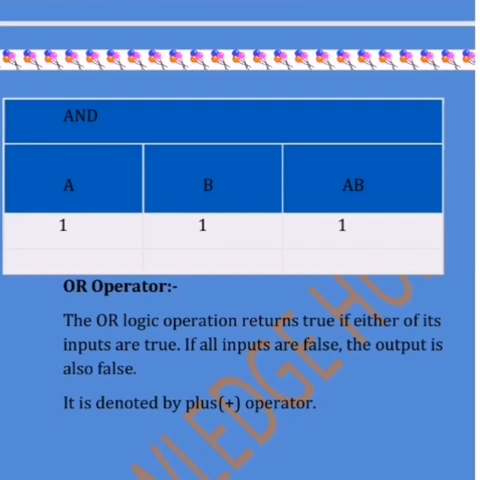 AND
A B AB
1 1 1
OR Operator:-
The OR logic operation returns true if either of its
inputs are true. If all inputs are false, the output is
also false.
It is denoted by plus(+) operator.